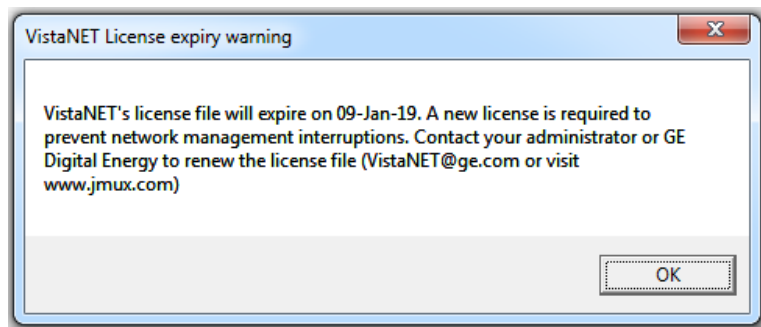 VistaNET License expiry warning
VistaNET's license file will expire on 09-Jan-19. A new license is required to
prevent network management interruptions. Contact your administrator or GE
Digital Energy to renew the license file (VistaNET@ge.com or visit
www.jmux.com)
OK